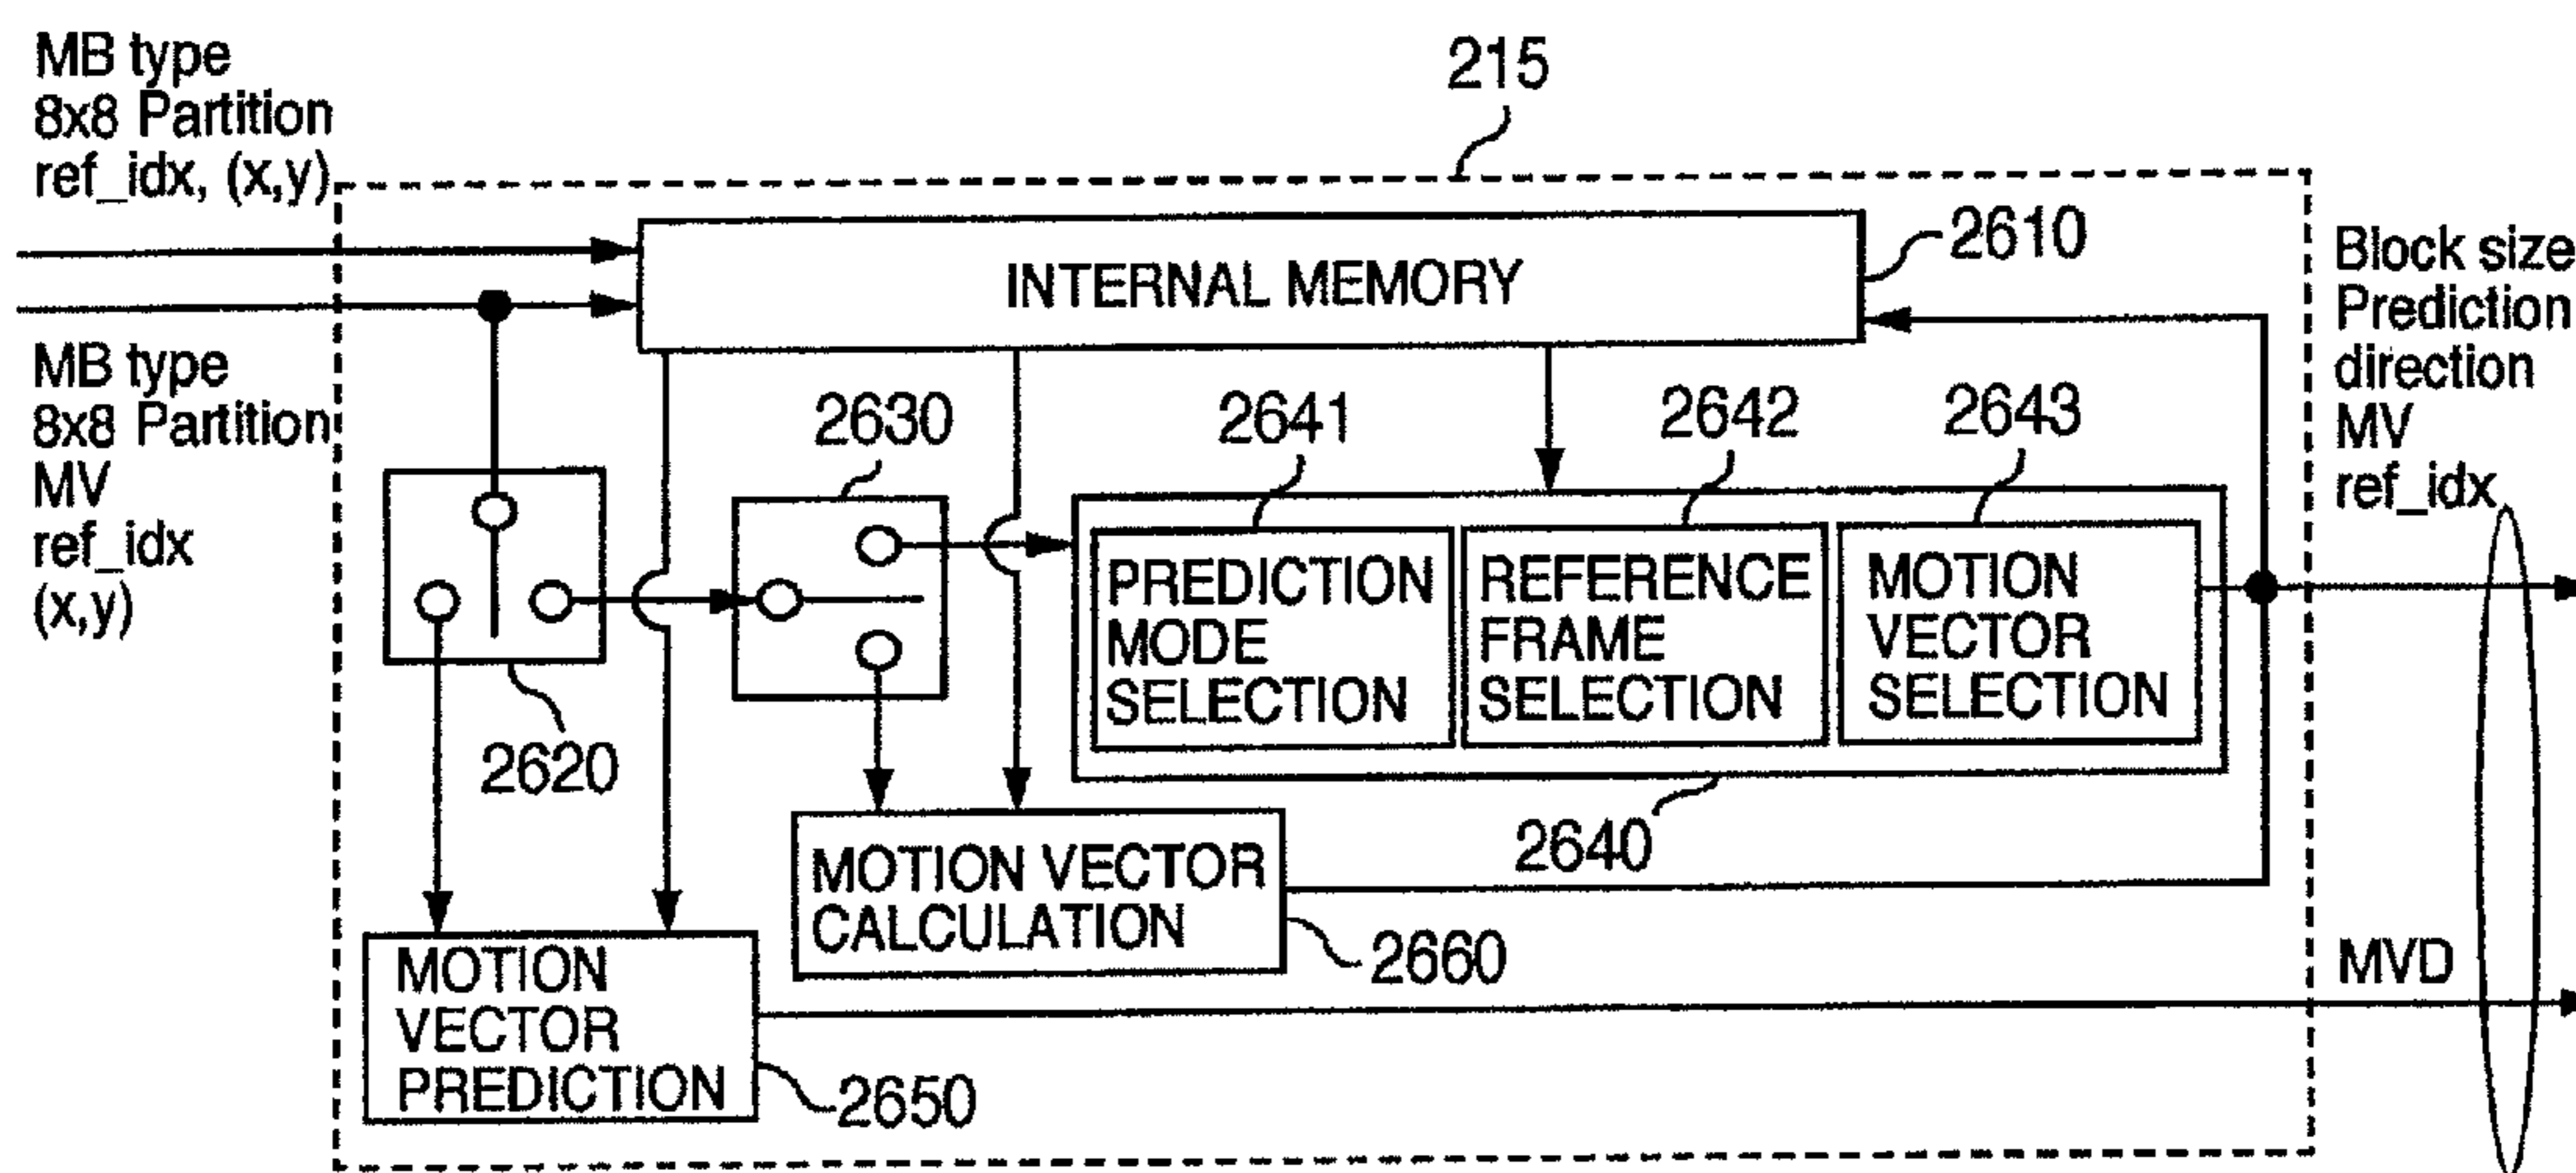 MB type
8x8 Partition
ref_idx, (x,y)
215
INTERNAL MEMORY
2610
Block size
Prediction
direction
MV
ref_idx
MB type
8x8 Partition
MV
ref_idx
(x,y)
2630
2641
2642
2643
PREDICTION
MODE
SELECTION
REFERENCE
FRAME
SELECTION
MOTION
VECTOR
SELECTION
2620
2640
MOTION VECTOR
CALCULATION
2660
MVD
MOTION
VECTOR
PREDICTION
2650